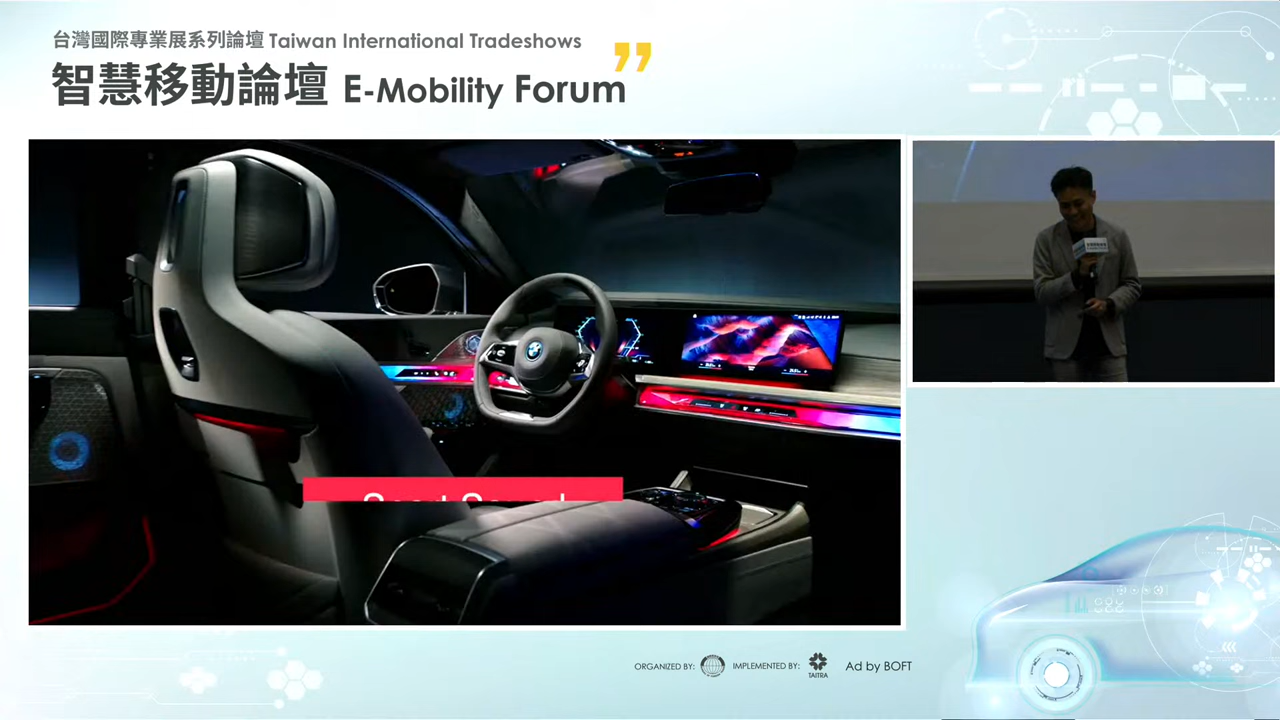 台灣國際專業展系列論壇 Taiwan International Tradeshows
智慧移動論壇 E-Mobility Forum
ORGANIZED BY:
IMPLEMENTED BY:
TAITRA
Ad by BOFT